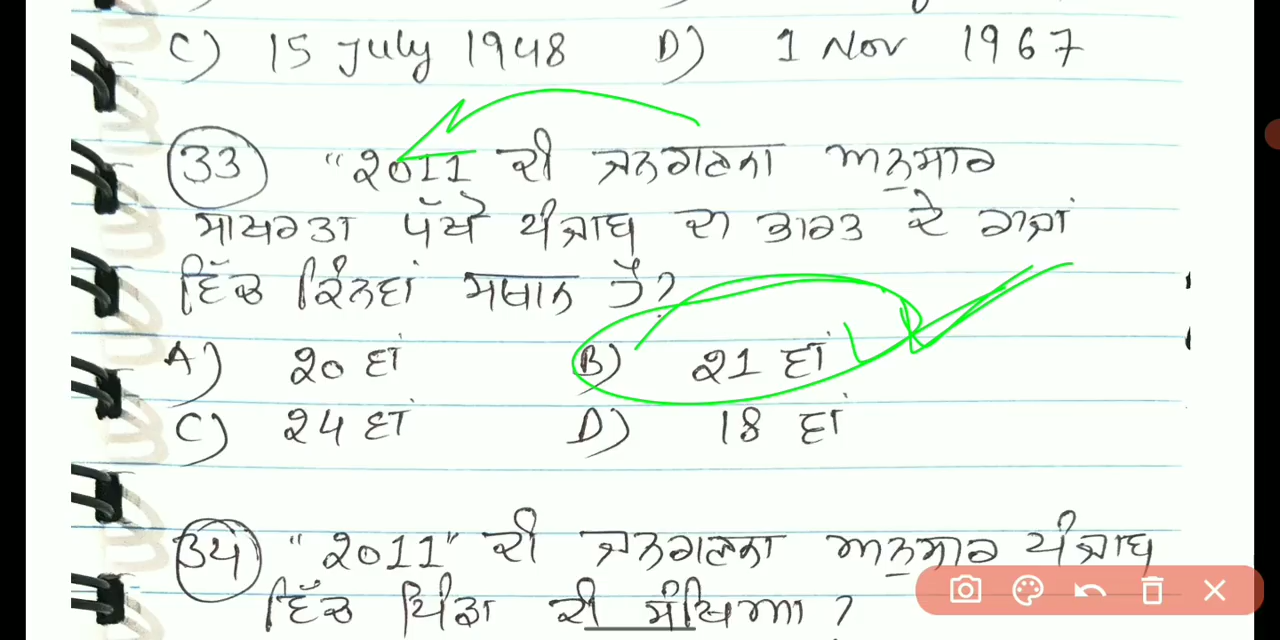 C) 15 July 1948 D) 1 Nov 1967
33 "2011 ਦੀ ਜਨਗਣਨਾ ਅਨੁਸਾਰ
ਸਾਖਰਤਾ ਪੱਖੋਂ ਪੰਜਾਬ ਦਾ ਭਾਰਤ ਦੇ ਰਾਜਾਂ
ਵਿੱਚ ਕਿੰਨਵਾਂ ਸਥਾਨ ਹੈ?
A) 20 ਵਾਂ B) 21 ਵਾਂ
C) 24 ਵਾਂ D) 18 ਵਾਂ
34 "2011" ਦੀ ਜਨਗਣਨਾ ਅਨੁਸਾਰ ਪੰਜਾਬ
ਵਿੱਚ ਪਿੰਡਾ ਦੀ ਸੰਖਿਆ ?